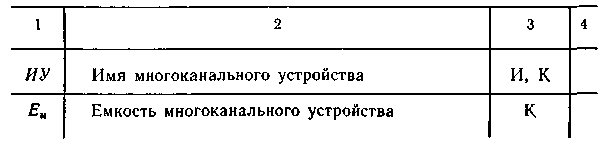 1 2 3 4
ИУ Имя многоканального устройства И, К
Eм Емкость многоканального устройства К